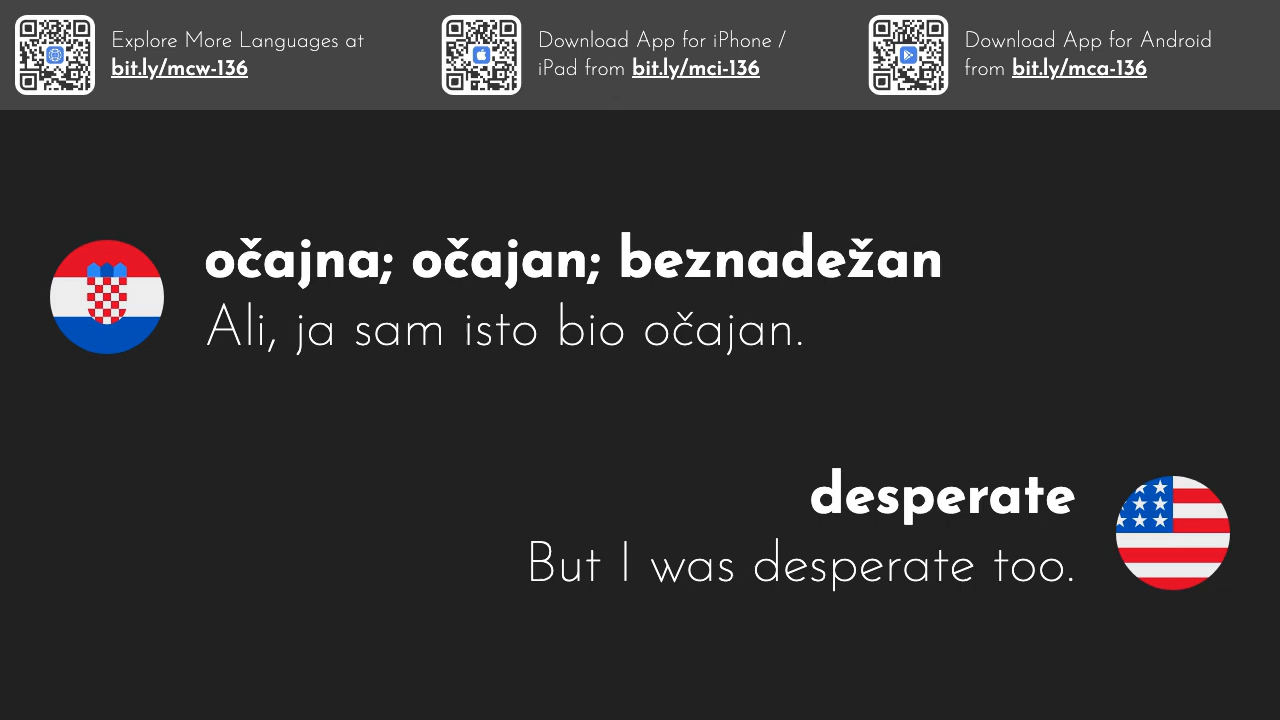 Explore More Languages at
bit.ly/mcw-136
Download App for iPhone /
iPad from bit.ly/mci-136
Download App for Android
from bit.ly/mca-136
očajna; očajan; beznadežan
Ali, ja sam isto bio očajan.
desperate
But I was desperate too.